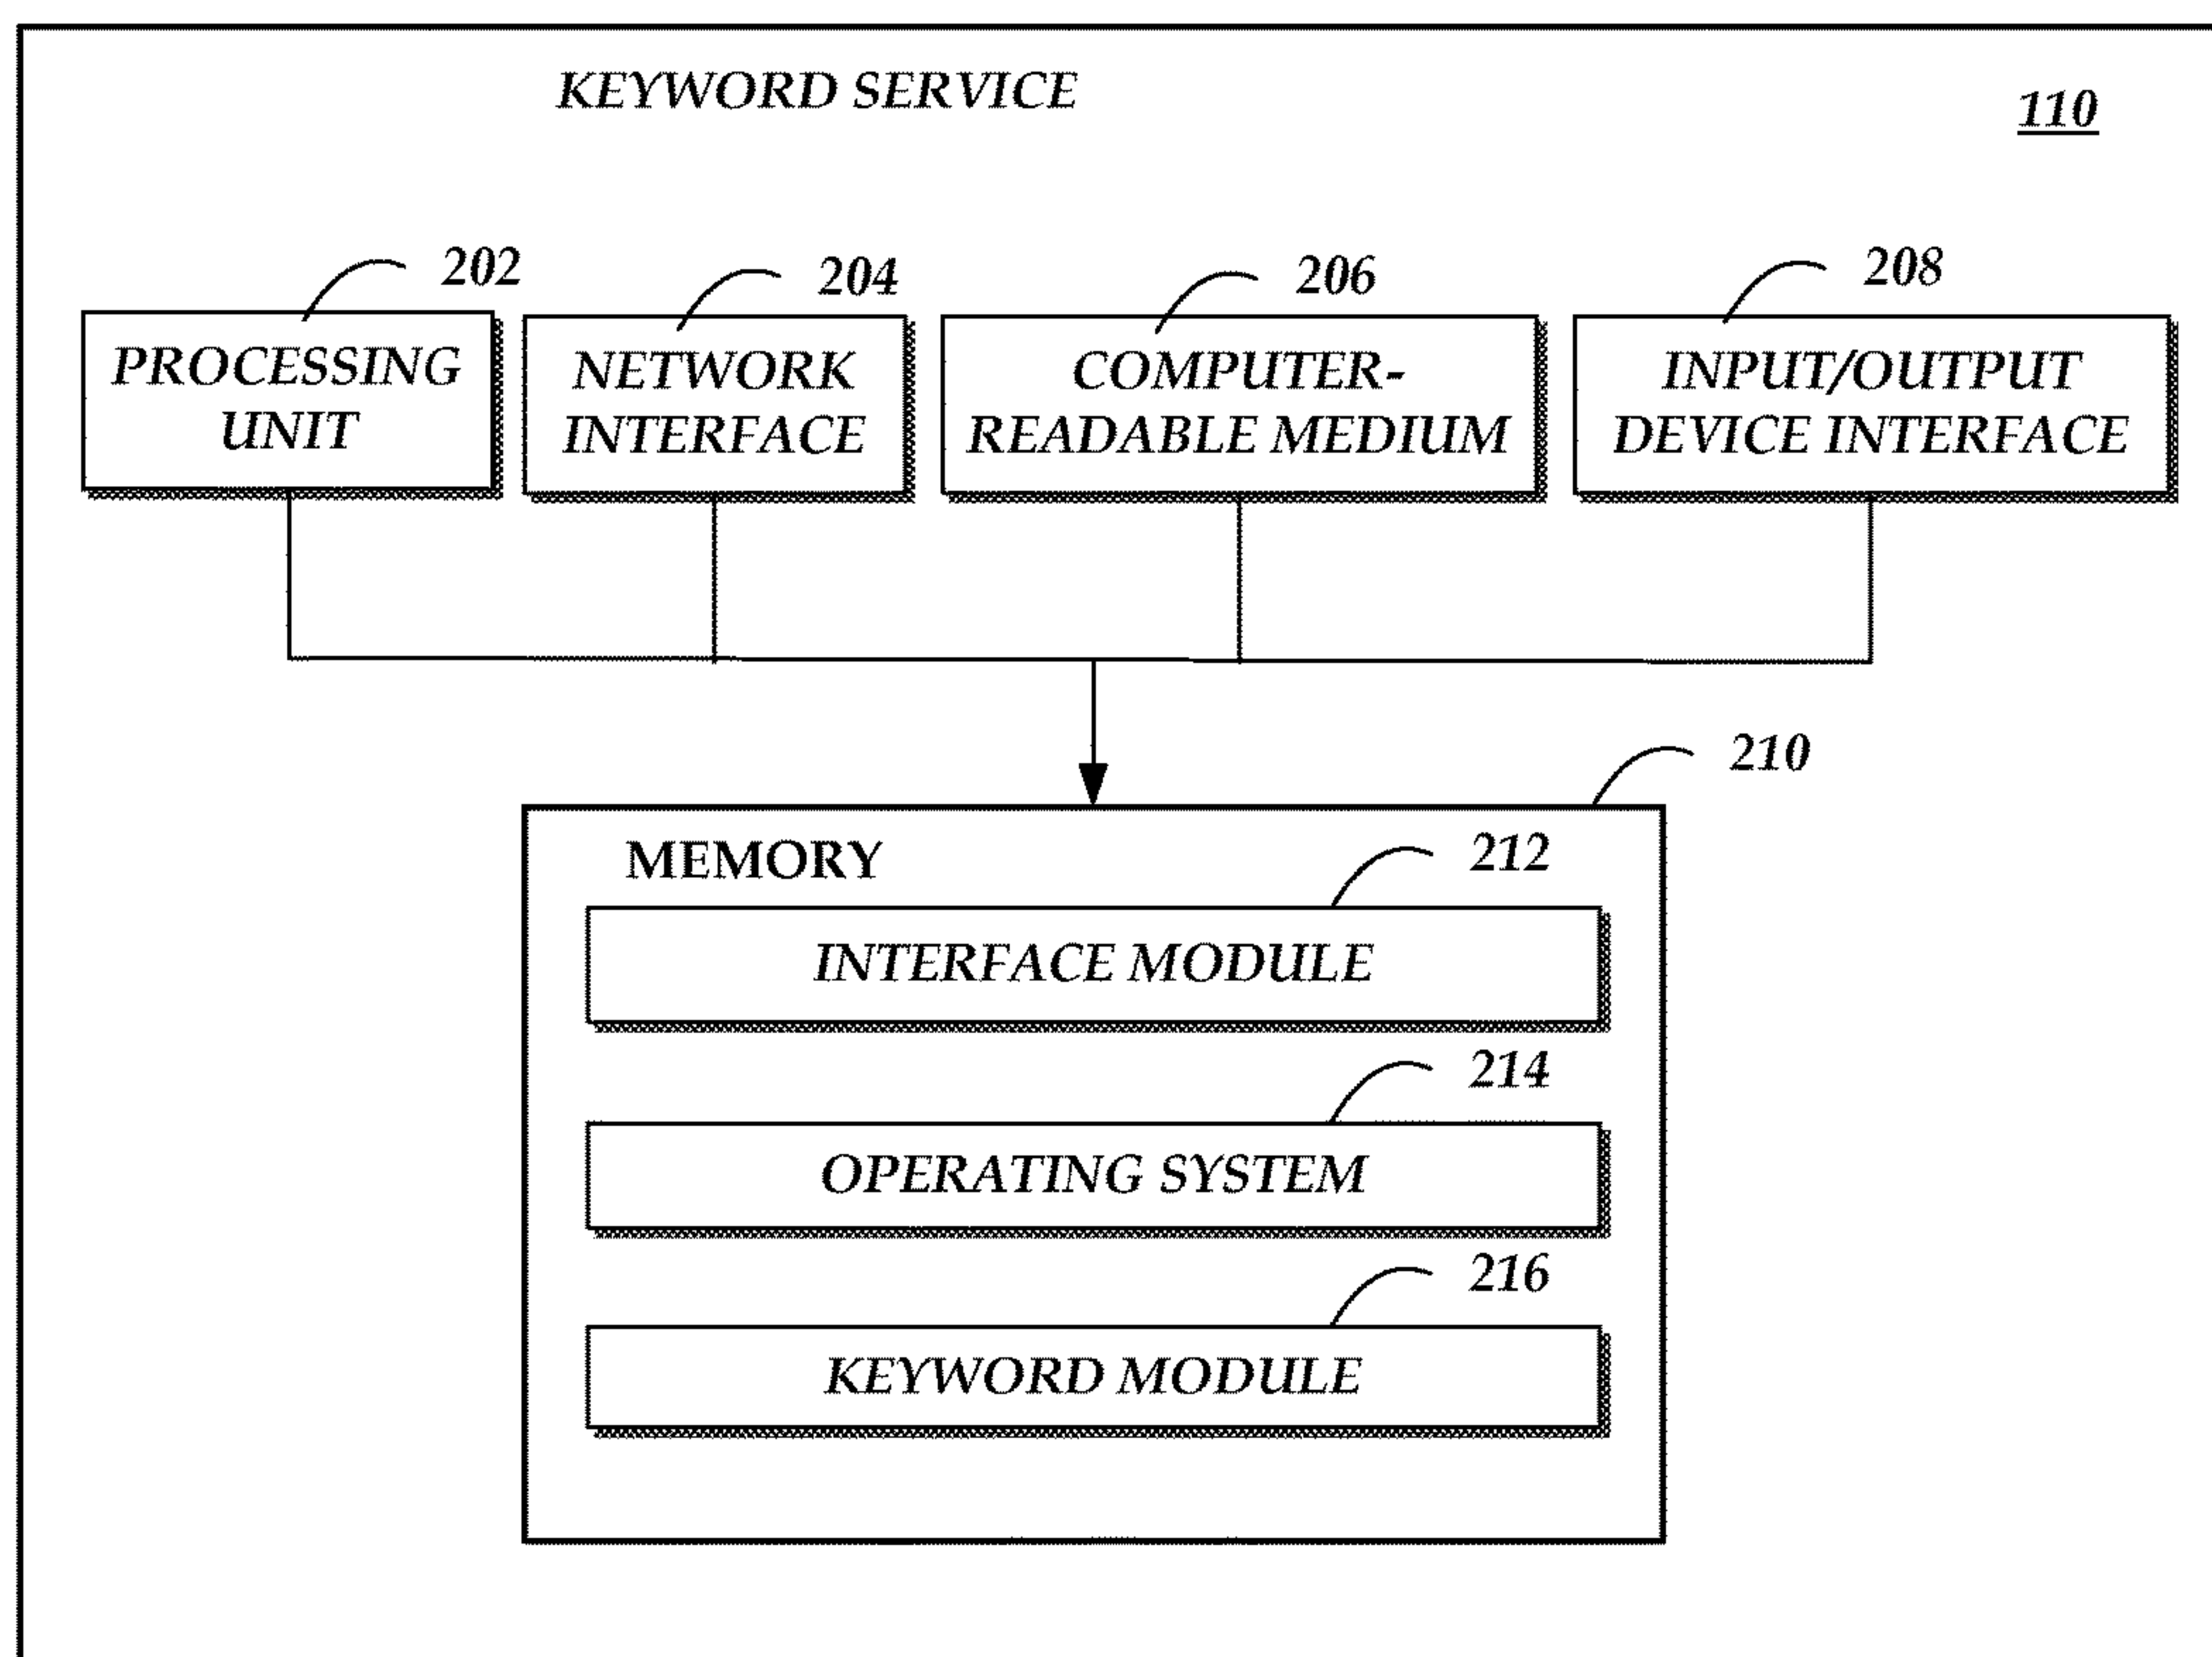 KEYWORD SERVICE
110
202
204
206
208
PROCESSING
UNIT
NETWORK
INTERFACE
COMPUTER-
READABLE MEDIUM
INPUT/OUTPUT
DEVICE INTERFACE
210
MEMORY
212
INTERFACE MODULE
214
OPERATING SYSTEM
216
KEYWORD MODULE